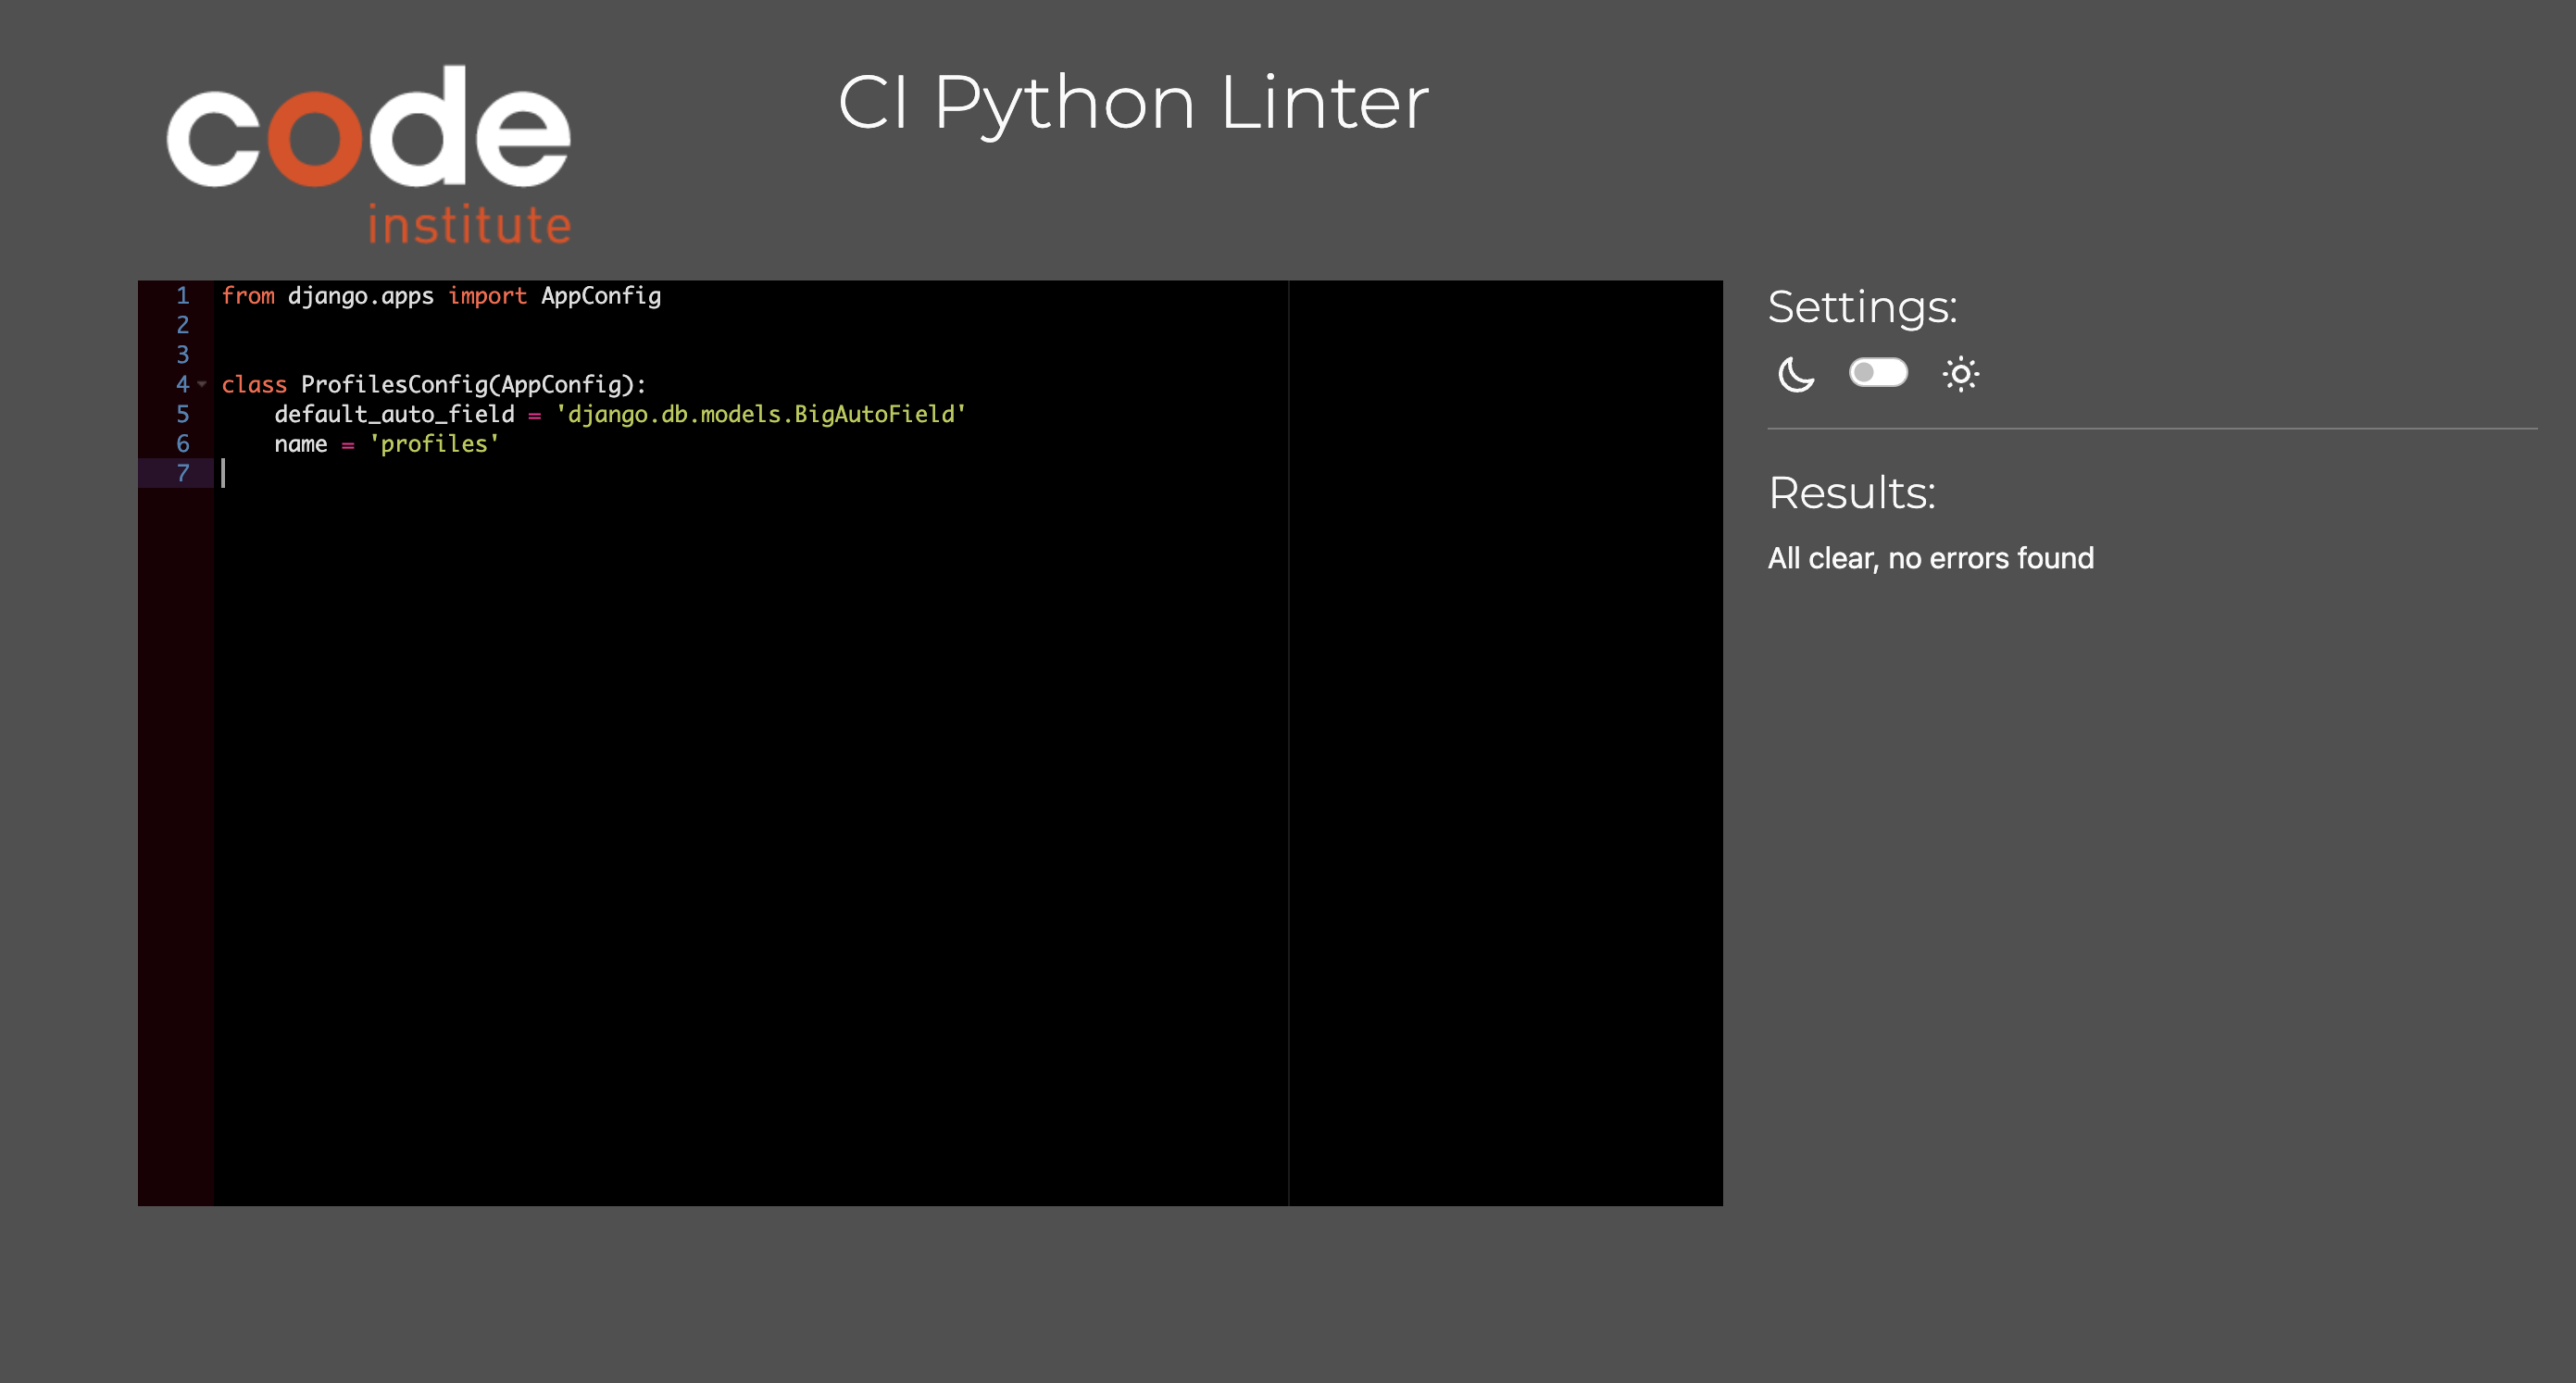 code
institute
CI Python Linter
1 from django.apps import AppConfig
2
3
4 class ProfilesConfig(AppConfig):
5     default_auto_field = 'django.db.models.BigAutoField'
6     name = 'profiles'
7
Settings:
Results:
All clear, no errors found